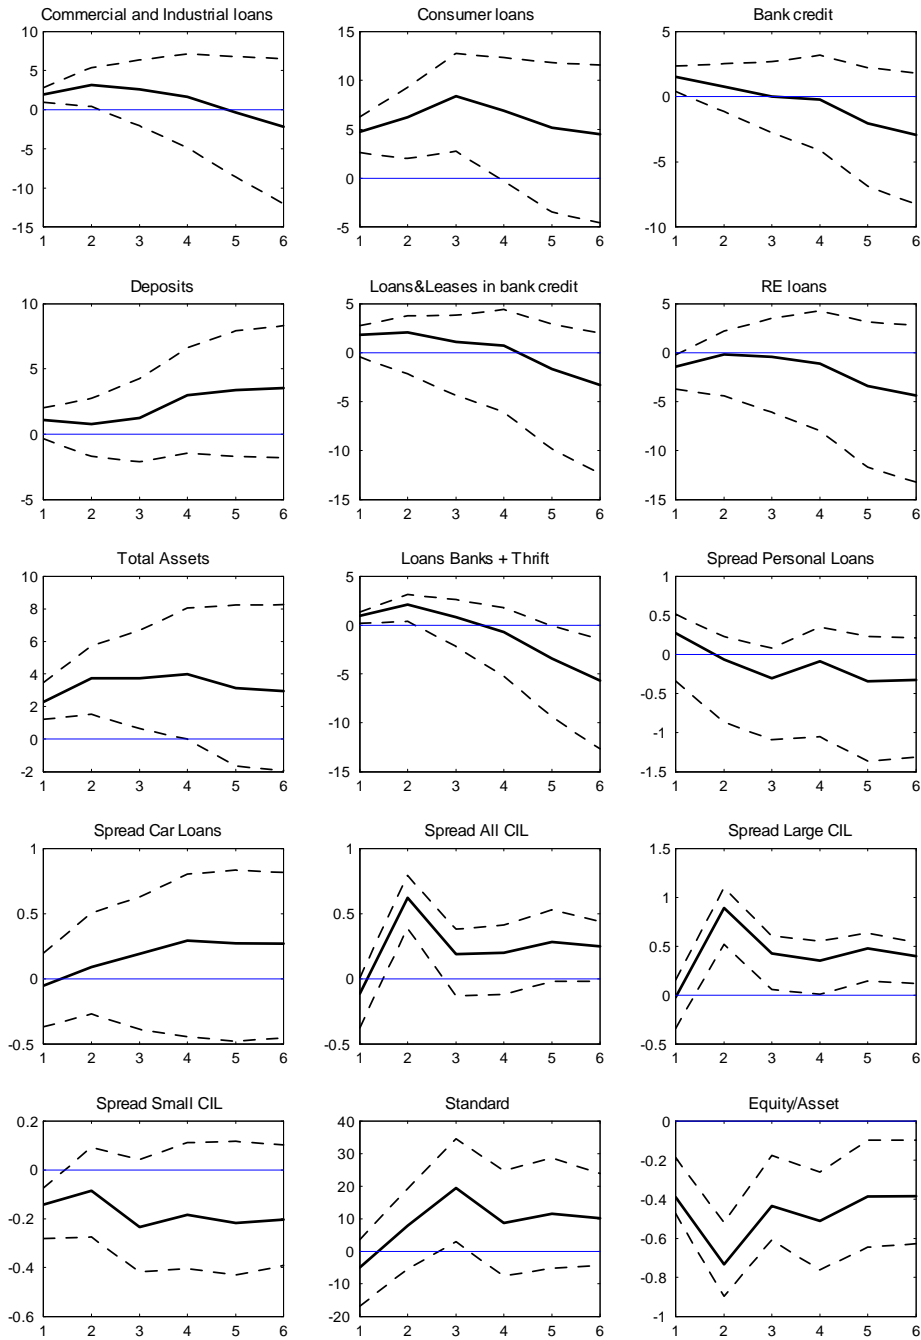 Commercial and Industrial loans
10
5
0
-5
-10
-15
1 2 3 4 5 6
Consumer loans
15
10
5
0
-5
1 2 3 4 5 6
Bank credit
5
0
-5
-10
1 2 3 4 5 6
Deposits
10
5
0
-5
1 2 3 4 5 6
Loans&Leases in bank credit
5
0
-5
-10
-15
1 2 3 4 5 6
RE loans
5
0
-5
-10
-15
1 2 3 4 5 6
Total Assets
10
8
6
4
2
0
-2
1 2 3 4 5 6
Loans Banks + Thrift
5
0
-5
-10
-15
1 2 3 4 5 6
Spread Personal Loans
1
0.5
0
-0.5
-1
-1.5
1 2 3 4 5 6
Spread Car Loans
1
0.5
0
-0.5
1 2 3 4 5 6
Spread All CIL
1
0.5
0
-0.5
1 2 3 4 5 6
Spread Large CIL
1.5
1
0.5
0
-0.5
1 2 3 4 5 6
Spread Small CIL
0.2
0
-0.2
-0.4
-0.6
1 2 3 4 5 6
Standard
40
30
20
10
0
-10
-20
1 2 3 4 5 6
Equity/Asset
0
-0.2
-0.4
-0.6
-0.8
-1
1 2 3 4 5 6